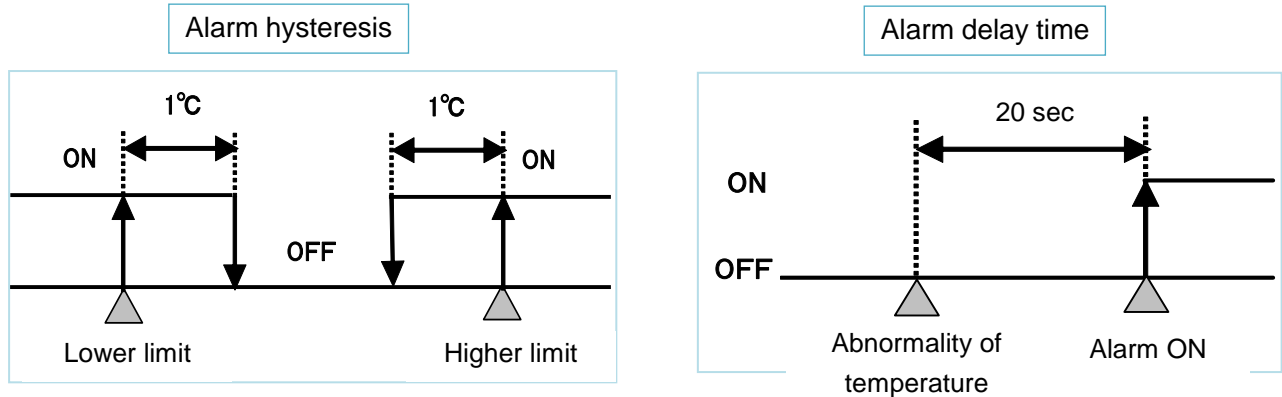 Alarm hysteresis
1℃
1℃
ON
ON
OFF
Lower limit
Higher limit
Alarm delay time
20 sec
ON
OFF
Abnormality of
temperature
Alarm ON